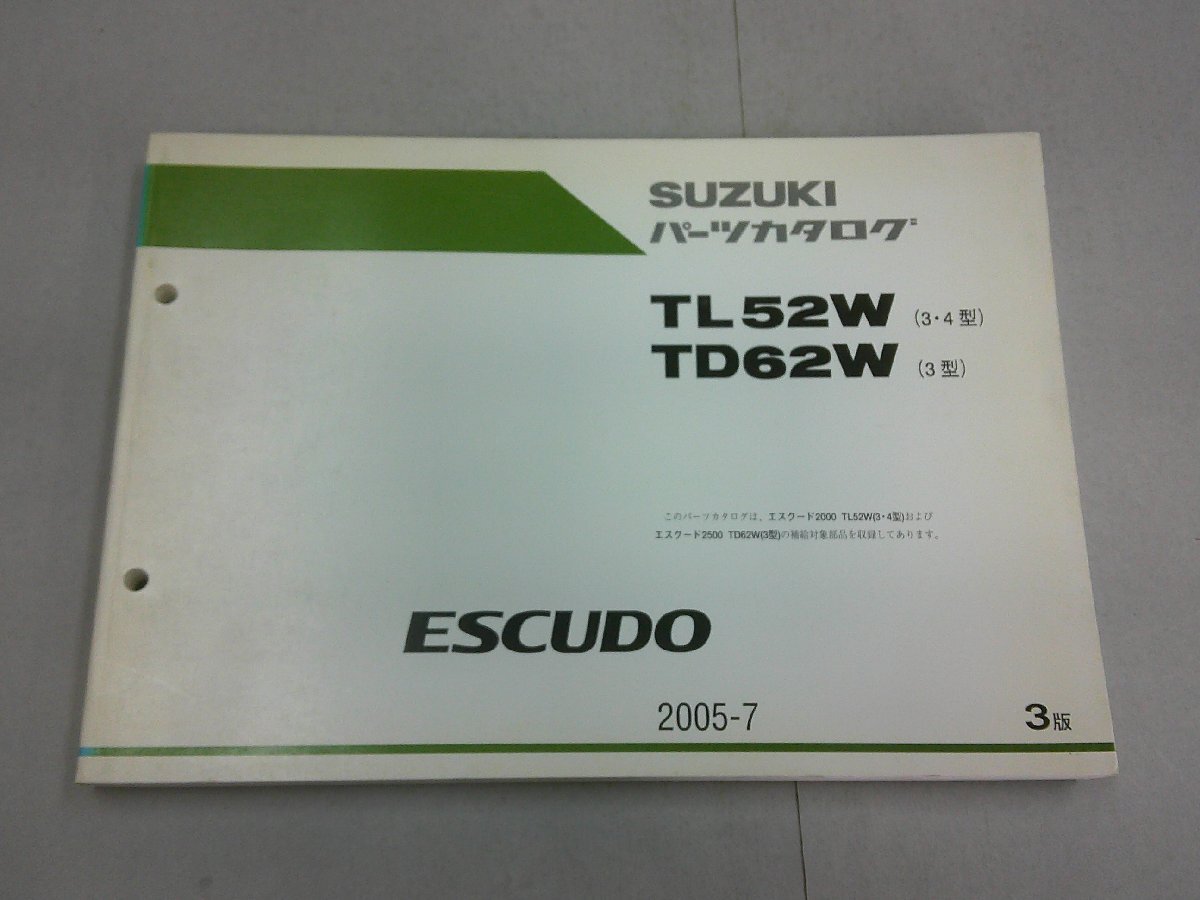 SUZUKI
パーツカタログ
TL52W (3・4型)
TD62W (3型)
このパーツカタログは、エスクード2000 TL52W(3・4型)および
エスクード2500 TD62W(3型)の補給対象部品を収録してあります。
ESCUDO
2005-7
3版